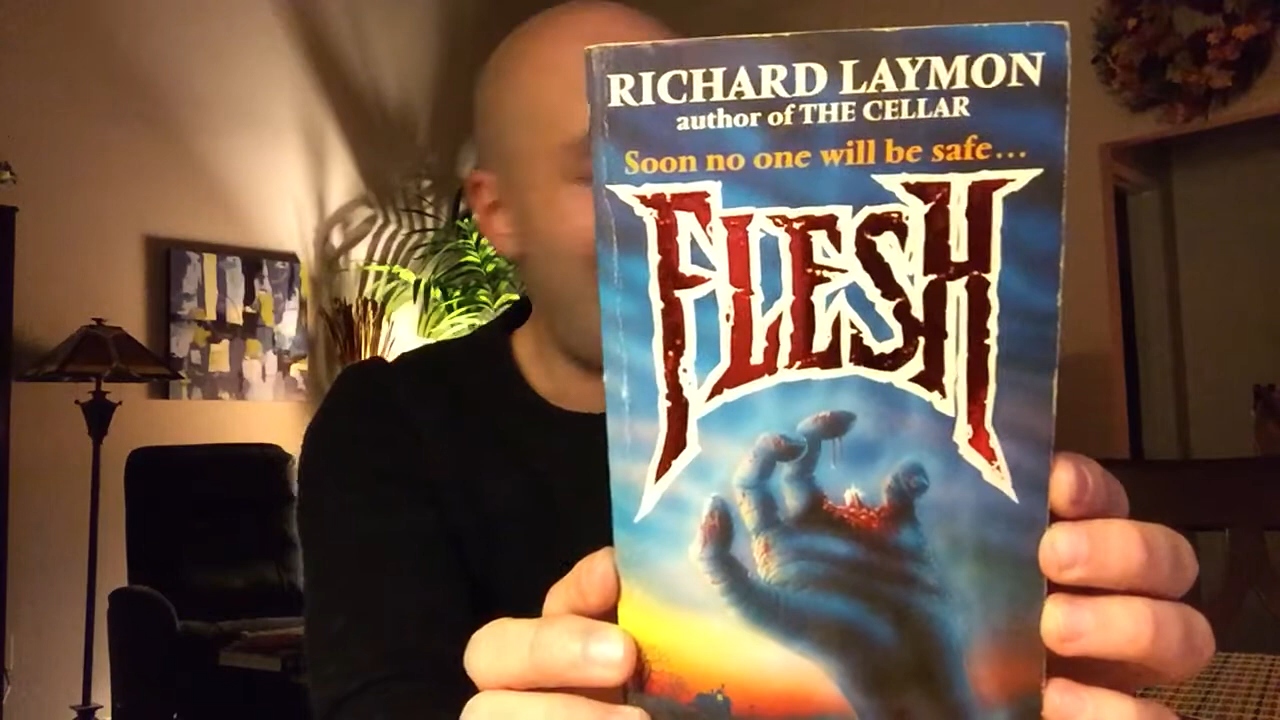 RICHARD LAYMON
author of THE CELLAR
Soon no one will be safe...
FLESH